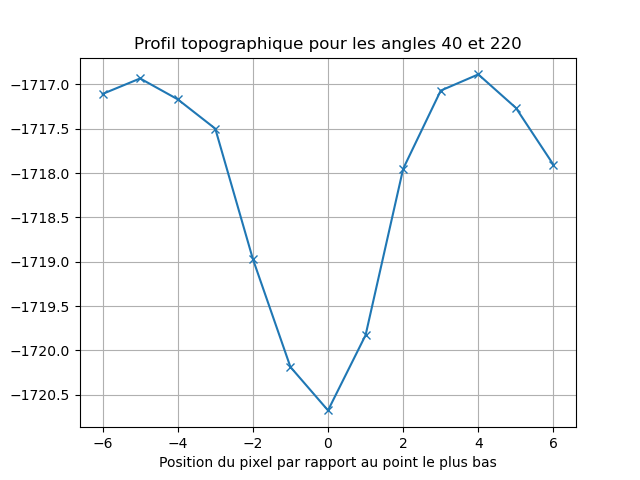 Profil topographique pour les angles 40 et 220
−1717.0
−1717.5
−1718.0
−1718.5
−1719.0
−1719.5
−1720.0
−1720.5
−6 −4 −2 0 2 4 6
Position du pixel par rapport au point le plus bas